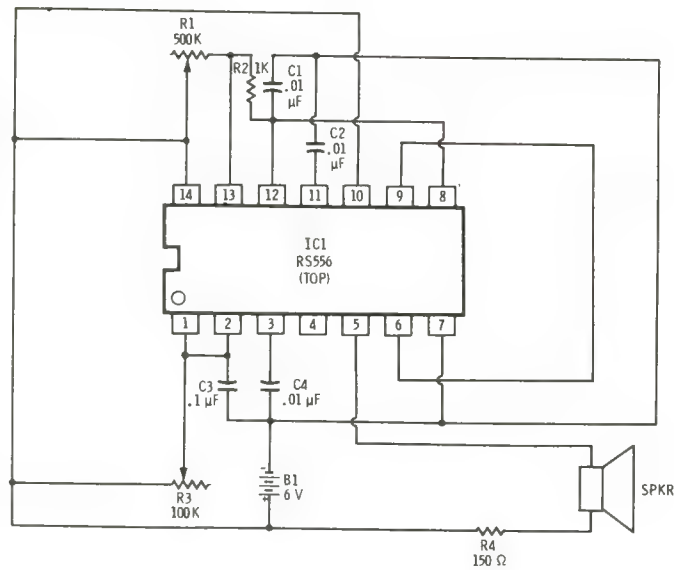 R1
500K
R2 1K
C1
.01
µF
C2
.01
µF
14 13 12 11 10 9 8
IC1
RS556
(TOP)
1 2 3 4 5 6 7
C3
.1 µF
C4
.01 µF
B1
6 V
R3
100K
SPKR
R4
150 Ω